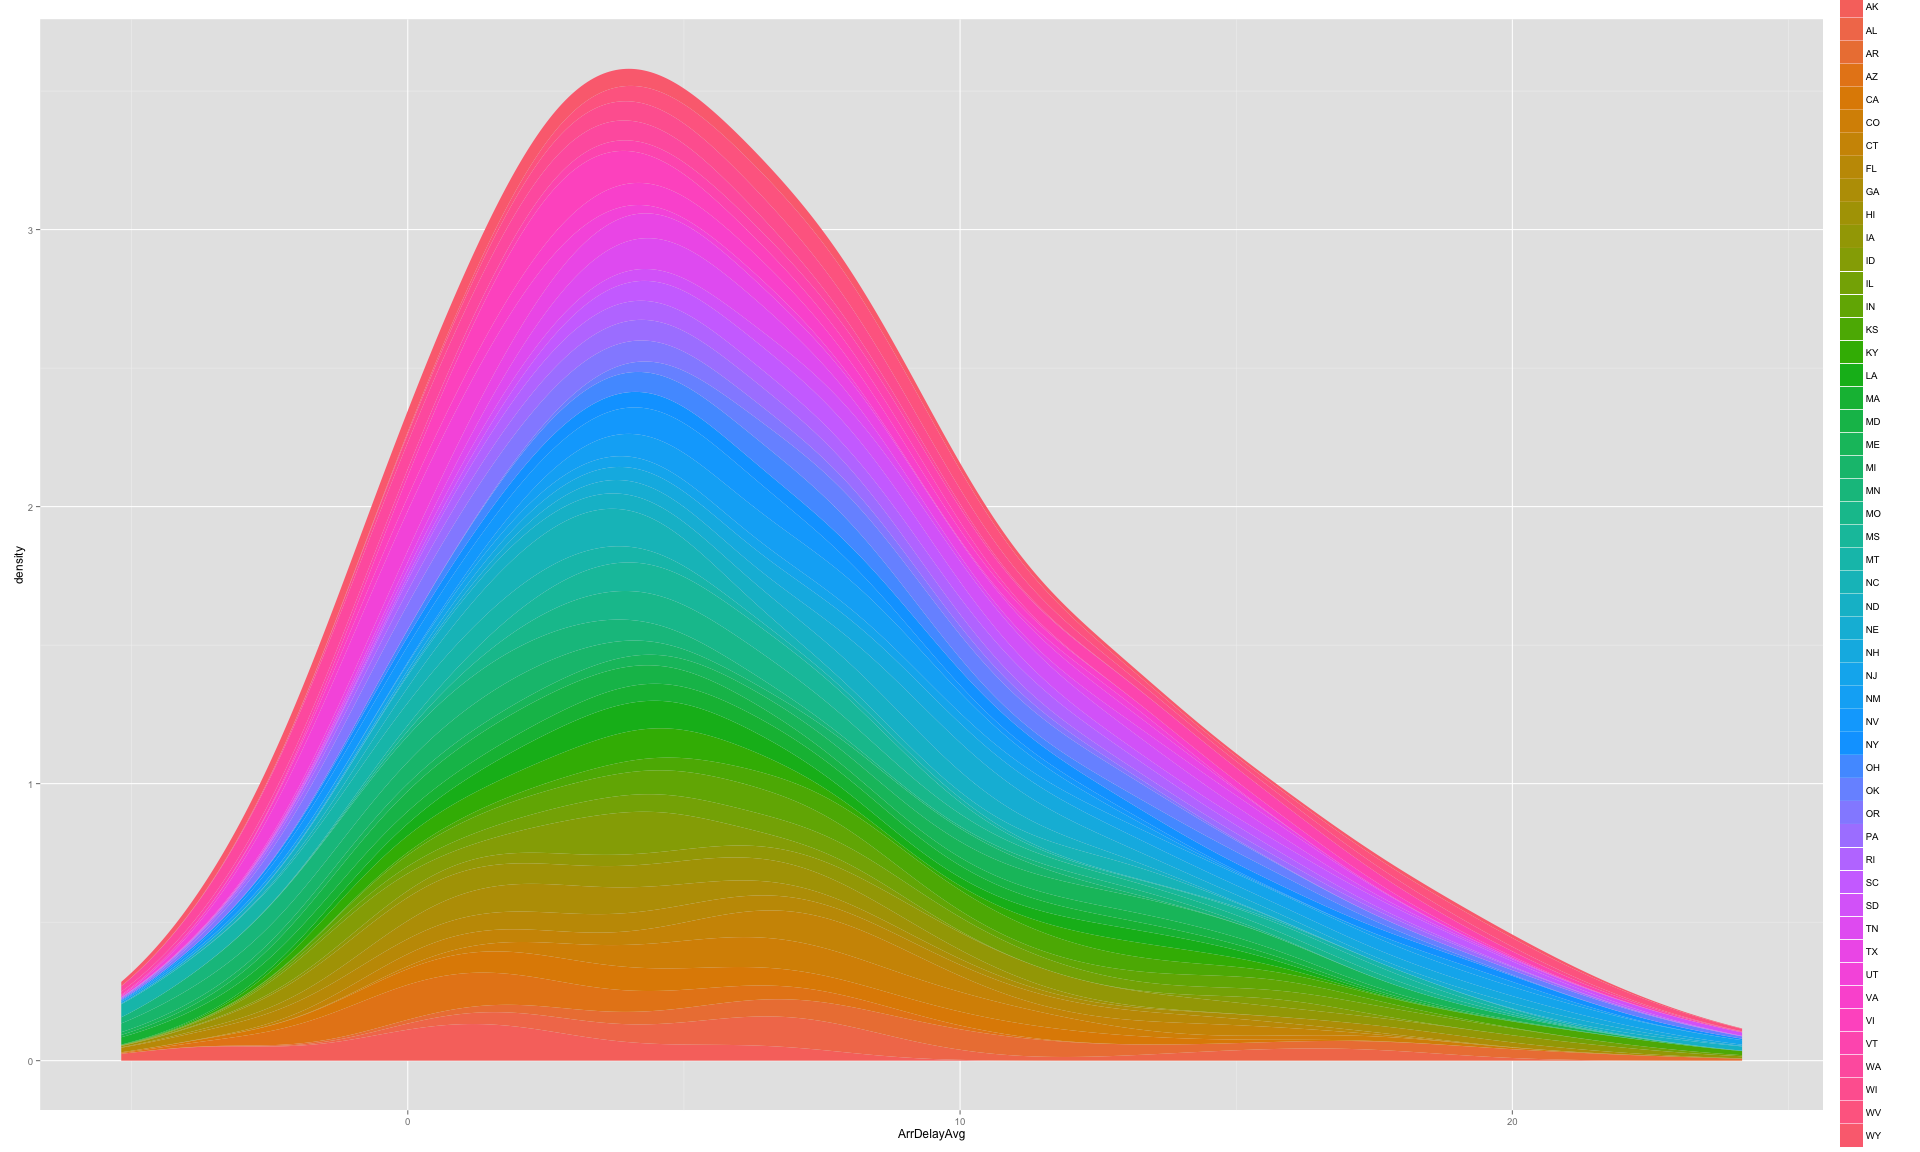 3
2
1
0
density
0
10
20
ArrDelayAvg
AK
AL
AR
AZ
CA
CO
CT
FL
GA
HI
IA
ID
IL
IN
KS
KY
LA
MA
MD
ME
MI
MN
MO
MS
MT
NC
ND
NE
NH
NJ
NM
NV
NY
OH
OK
OR
PA
RI
SC
SD
TN
TX
UT
VA
VI
VT
WA
WI
WV
WY